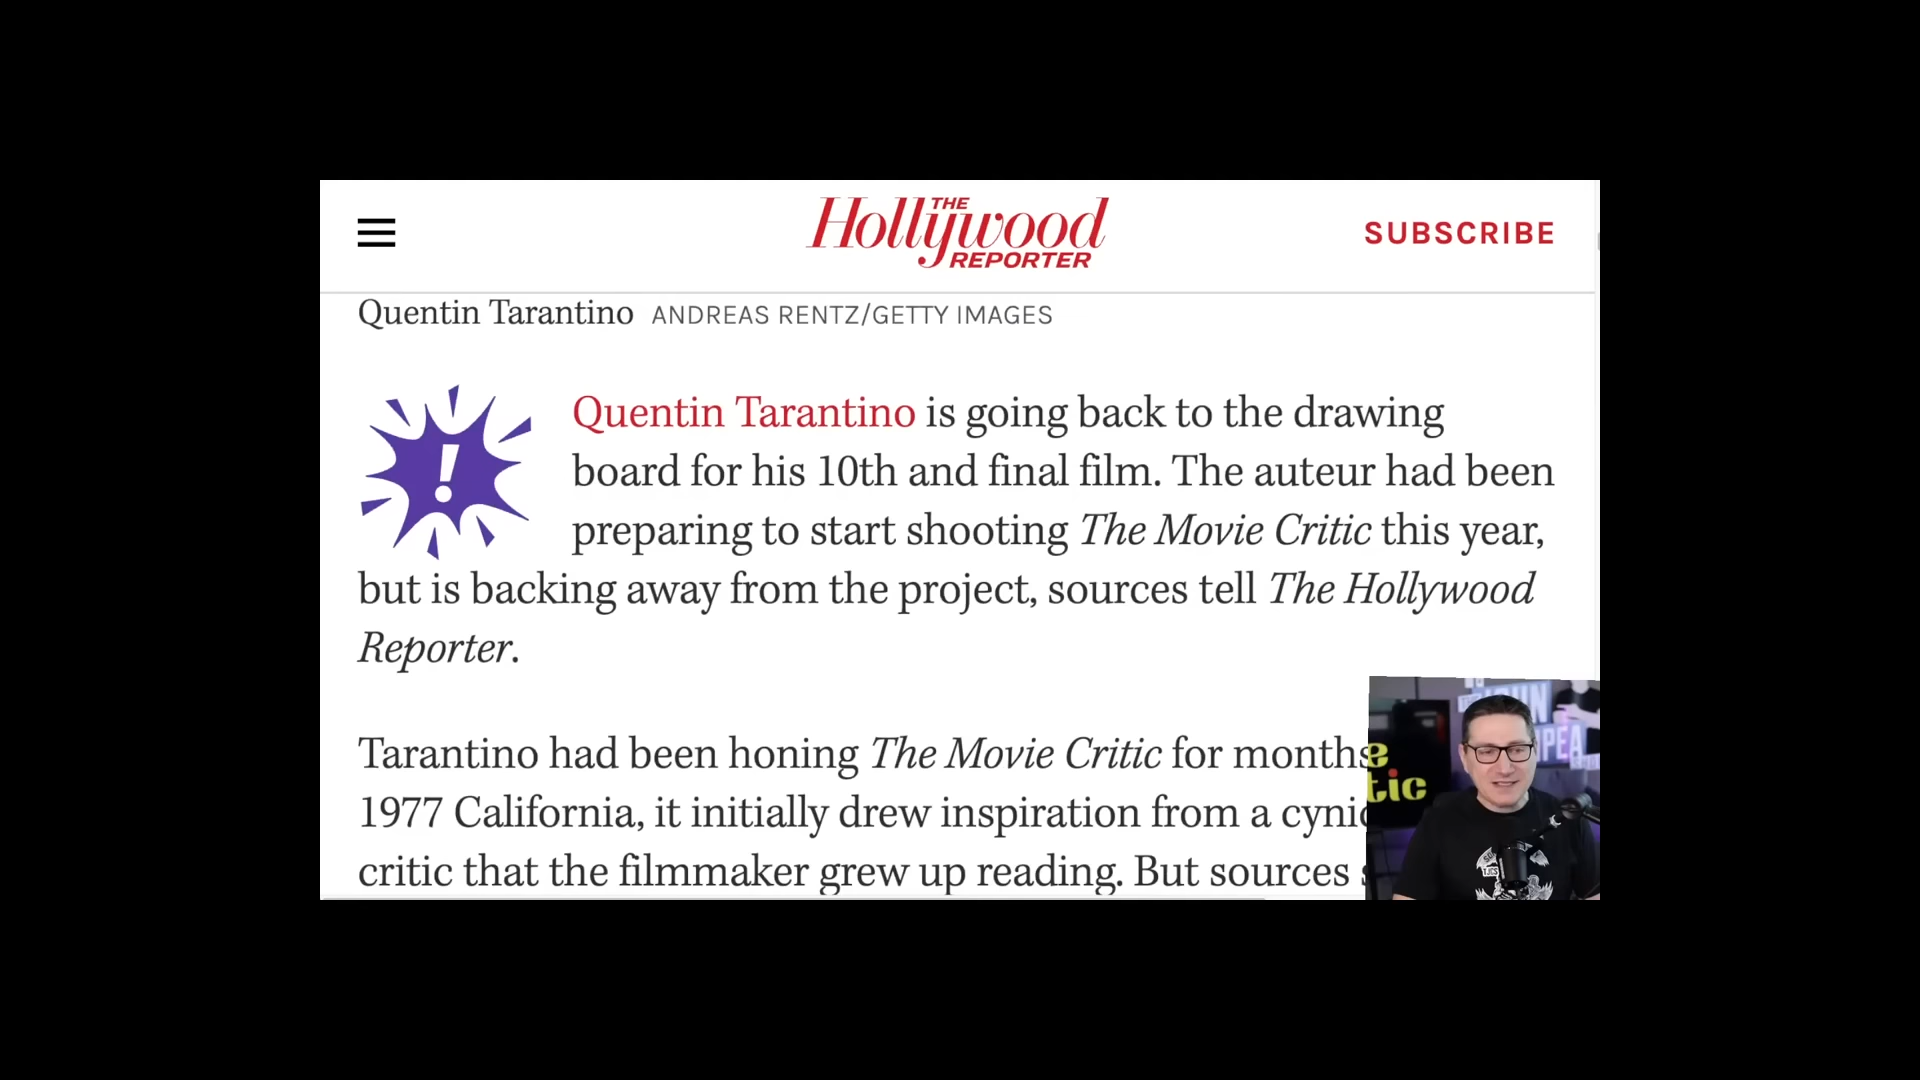 THE
Hollywood
REPORTER
SUBSCRIBE
Quentin Tarantino ANDREAS RENTZ/GETTY IMAGES
!
Quentin Tarantino is going back to the drawing
board for his 10th and final film. The auteur had been
preparing to start shooting The Movie Critic this year,
but is backing away from the project, sources tell The Hollywood
Reporter.
Tarantino had been honing The Movie Critic for months
1977 California, it initially drew inspiration from a
critic that the filmmaker grew up reading. But sources